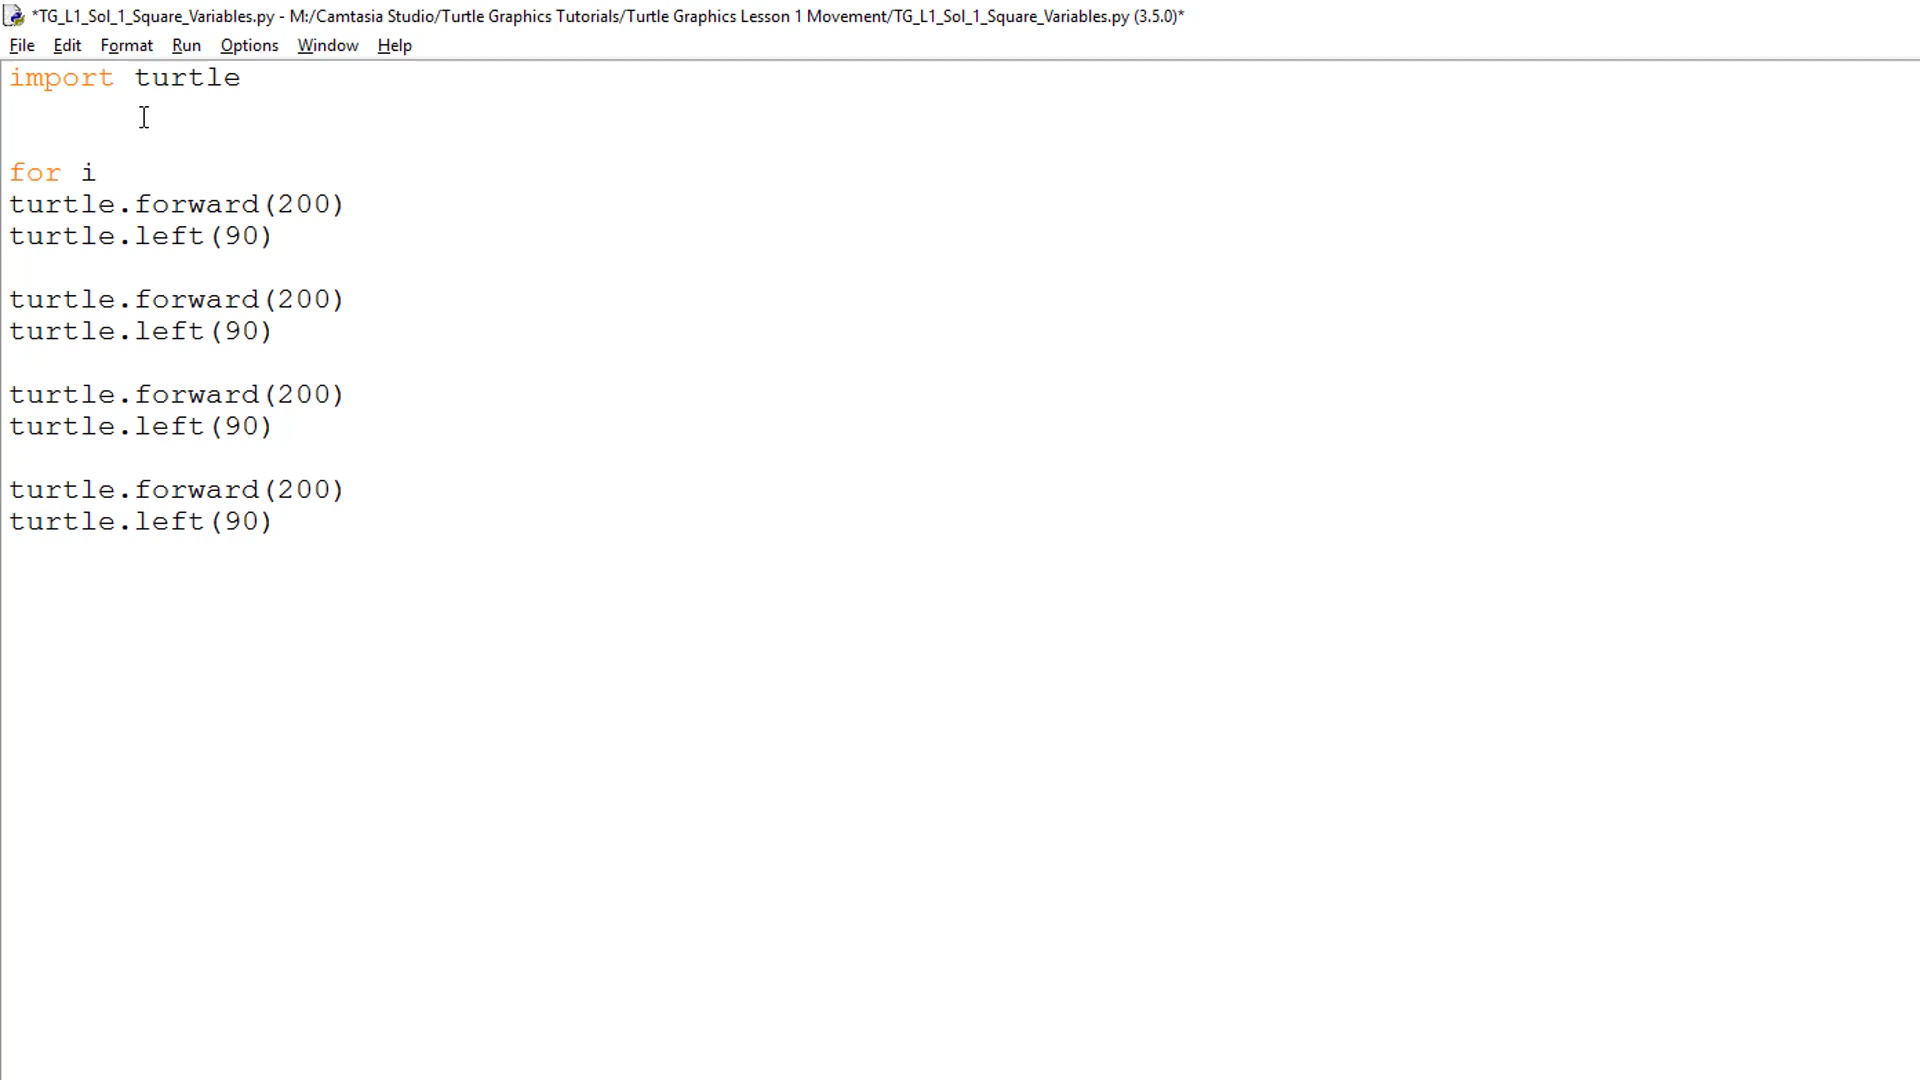 *TG_L1_Sol_1_Square_Variables.py - M:/Camtasia Studio/Turtle Graphics Tutorials/Turtle Graphics Lesson 1 Movement/TG_L1_Sol_1_Square_Variables.py (3.5.0)*
File Edit Format Run Options Window Help
import turtle
for i
turtle.forward(200)
turtle.left(90)
turtle.forward(200)
turtle.left(90)
turtle.forward(200)
turtle.left(90)
turtle.forward(200)
turtle.left(90)